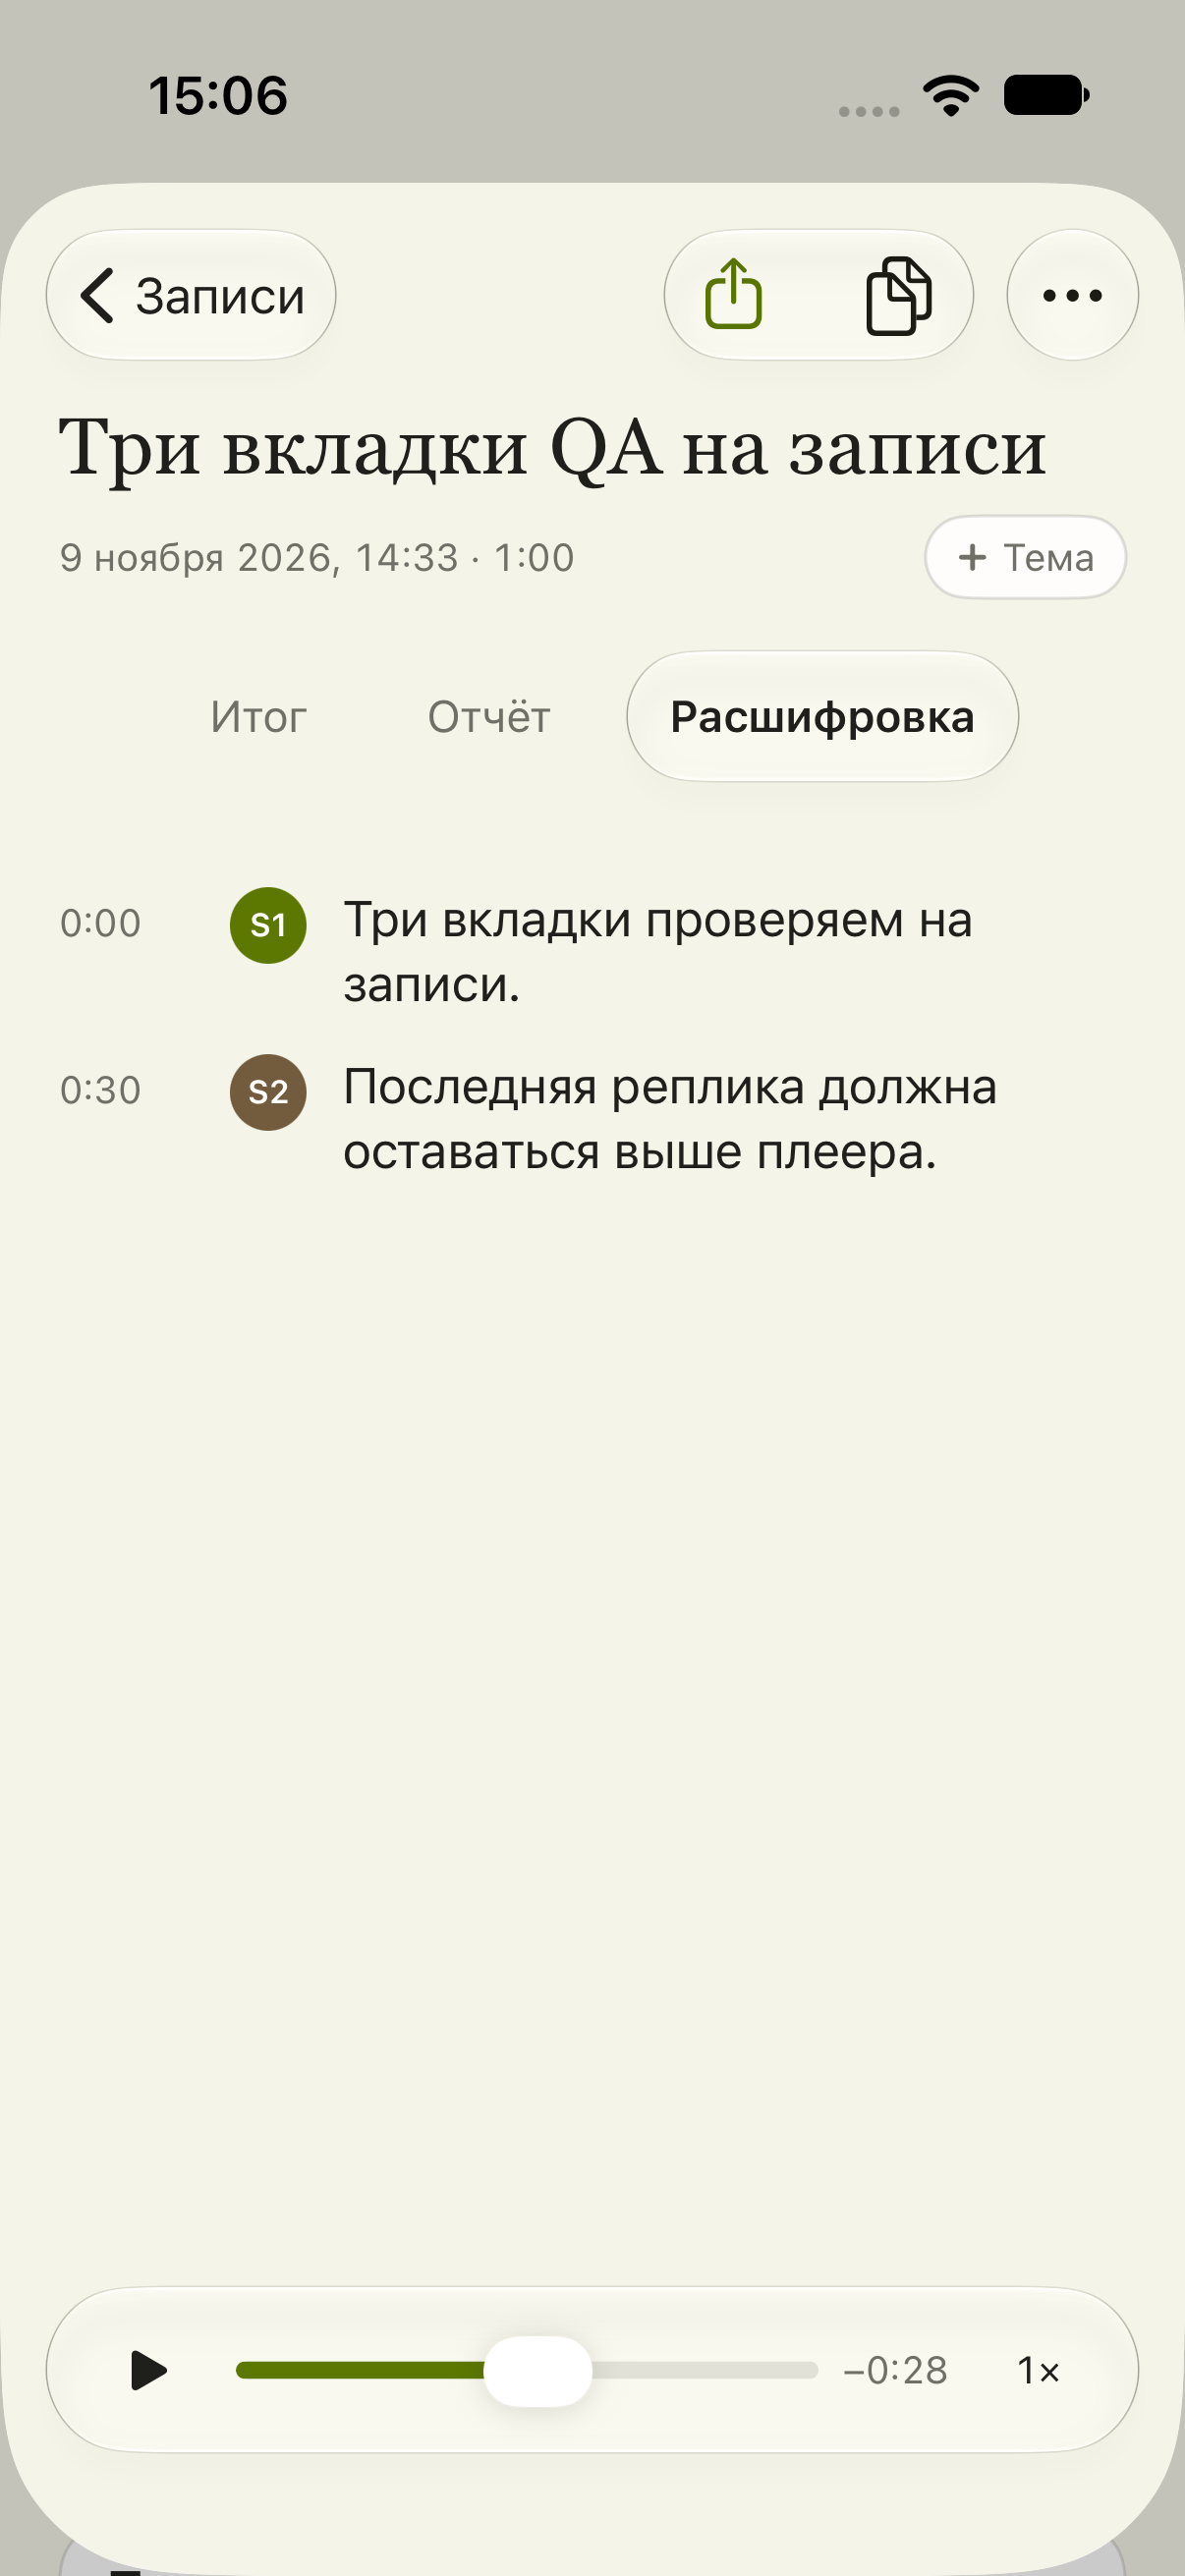 15:06
Записи
Три вкладки QA на записи
9 ноября 2026, 14:33 · 1:00
+ Тема
Итог
Отчёт
Расшифровка
0:00
S1
Три вкладки проверяем на
записи.
0:30
S2
Последняя реплика должна
оставаться выше плеера.
–0:28
1×